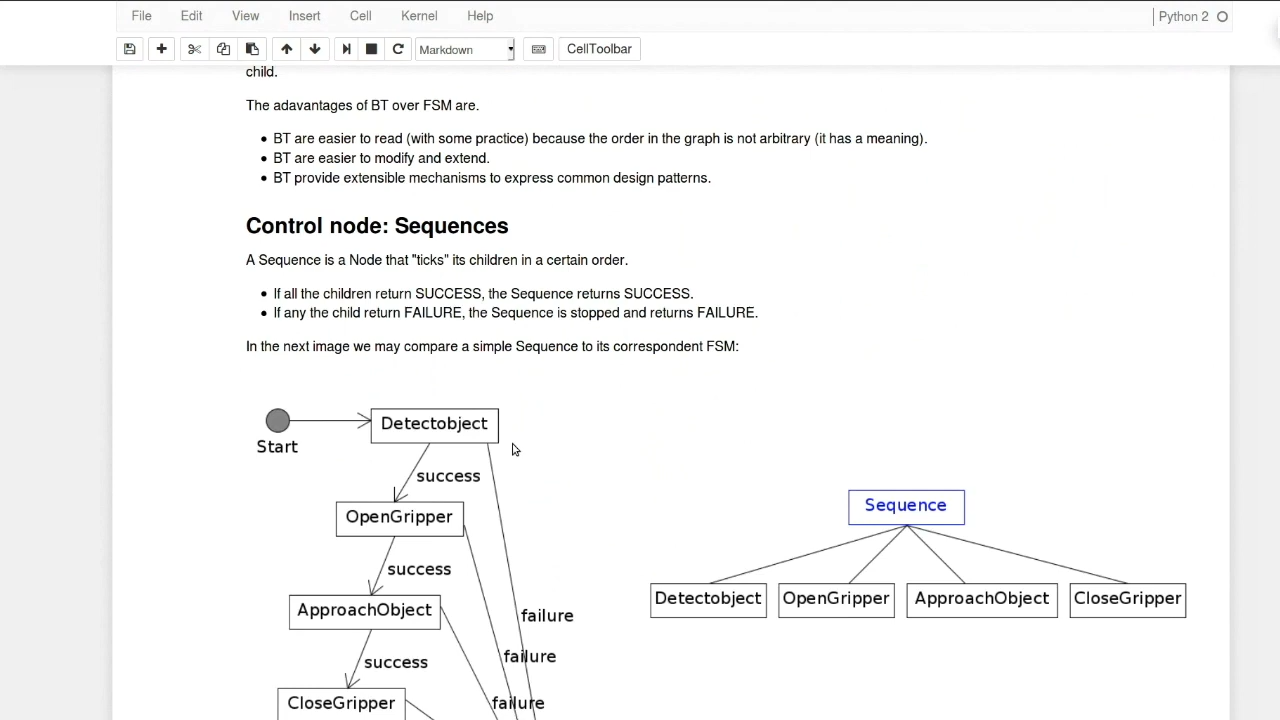 File Edit View Insert Cell Kernel Help Python 2
Markdown CellToolbar
child.
The adavantages of BT over FSM are.
BT are easier to read (with some practice) because the order in the graph is not arbitrary (it has a meaning).
BT are easier to modify and extend.
BT provide extensible mechanisms to express common design patterns.
Control node: Sequences
A Sequence is a Node that "ticks" its children in a certain order.
If all the children return SUCCESS, the Sequence returns SUCCESS.
If any the child return FAILURE, the Sequence is stopped and returns FAILURE.
In the next image we may compare a simple Sequence to its correspondent FSM:
Detectobject
Start
success
OpenGripper
success
ApproachObject
failure
failure
success
CloseGripper
failure
Sequence
Detectobject OpenGripper ApproachObject CloseGripper